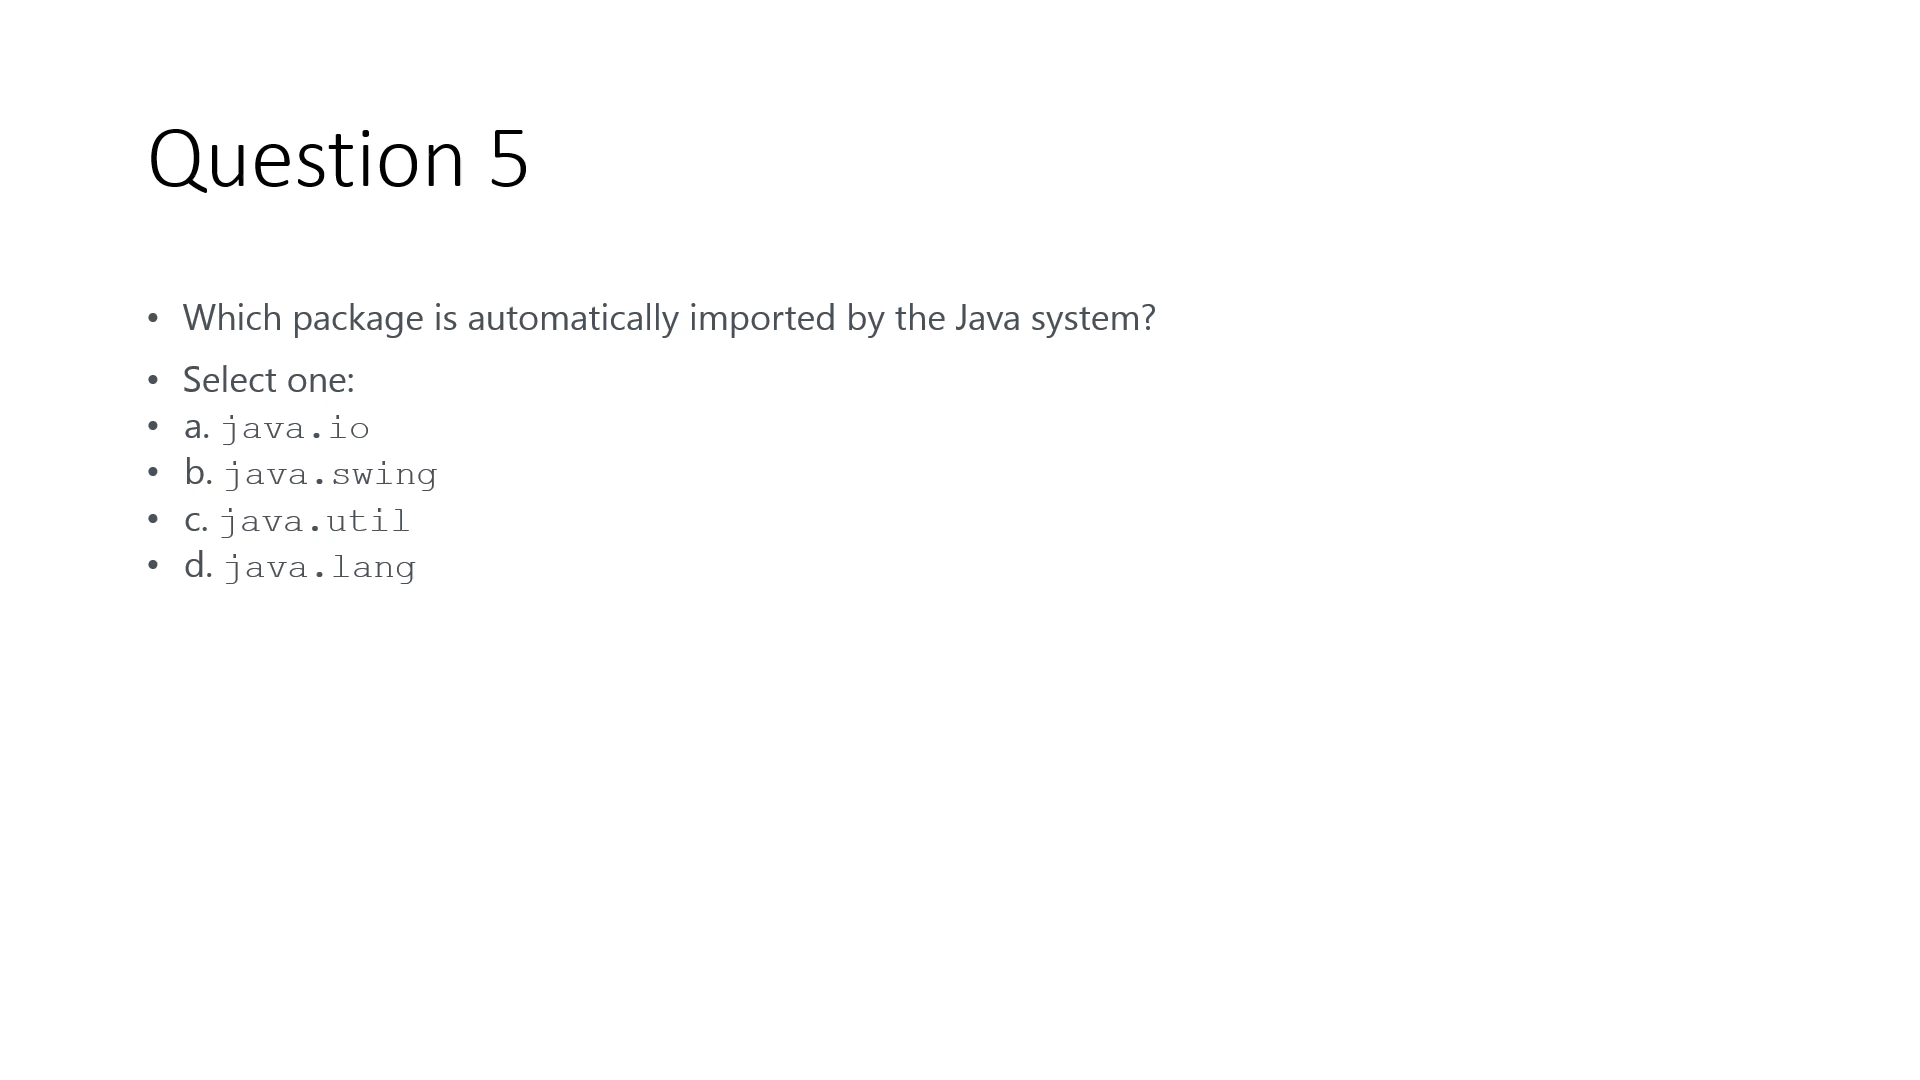 Question 5
• Which package is automatically imported by the Java system?
• Select one:
• a. java.io
• b. java.swing
• c. java.util
• d. java.lang